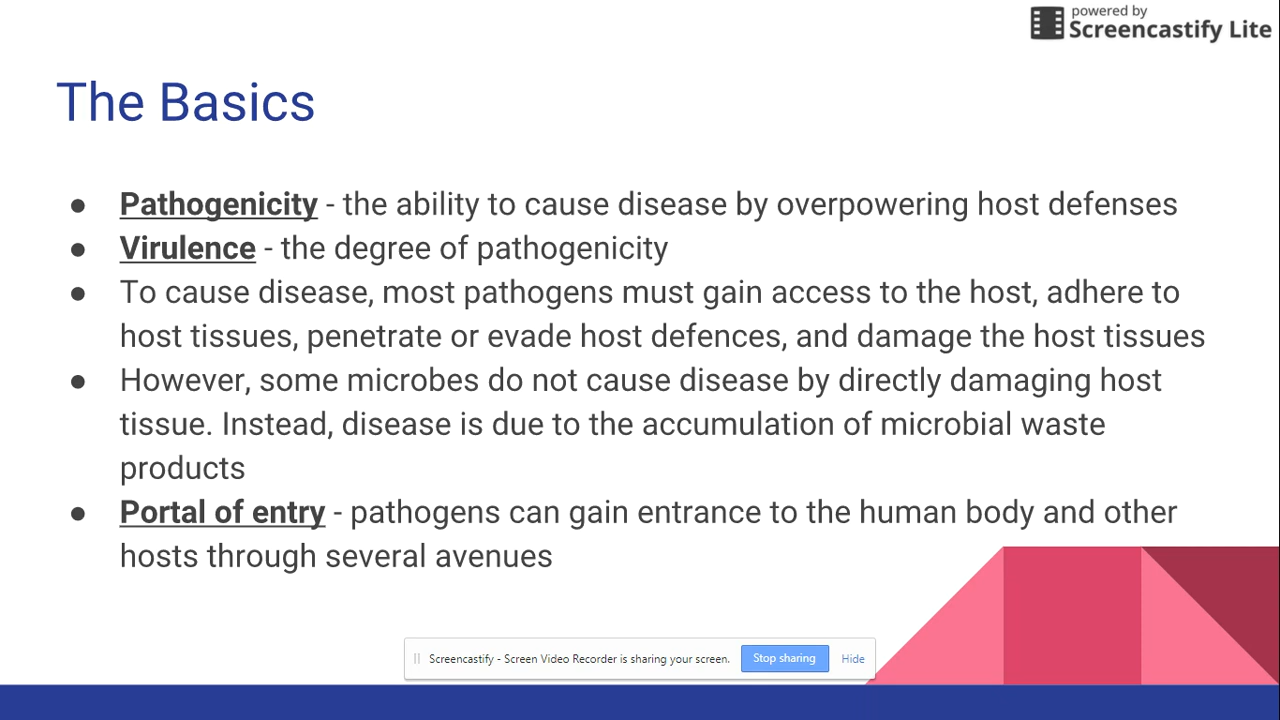 powered by
Screencastify Lite
The Basics
● Pathogenicity - the ability to cause disease by overpowering host defenses
● Virulence - the degree of pathogenicity
● To cause disease, most pathogens must gain access to the host, adhere to
host tissues, penetrate or evade host defences, and damage the host tissues
● However, some microbes do not cause disease by directly damaging host
tissue. Instead, disease is due to the accumulation of microbial waste
products
● Portal of entry - pathogens can gain entrance to the human body and other
hosts through several avenues
Screencastify - Screen Video Recorder is sharing your screen. Stop sharing Hide